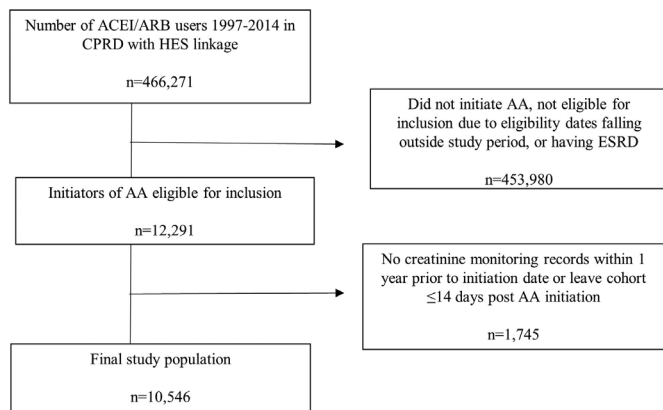 Number of ACEI/ARB users 1997-2014 in
CPRD with HES linkage
n=466,271
Did not initiate AA, not eligible for
inclusion due to eligibility dates falling
outside study period, or having ESRD
n=453,980
Initiators of AA eligible for inclusion
n=12,291
No creatinine monitoring records within 1
year prior to initiation date or leave cohort
≤14 days post AA initiation
n=1,745
Final study population
n=10,546